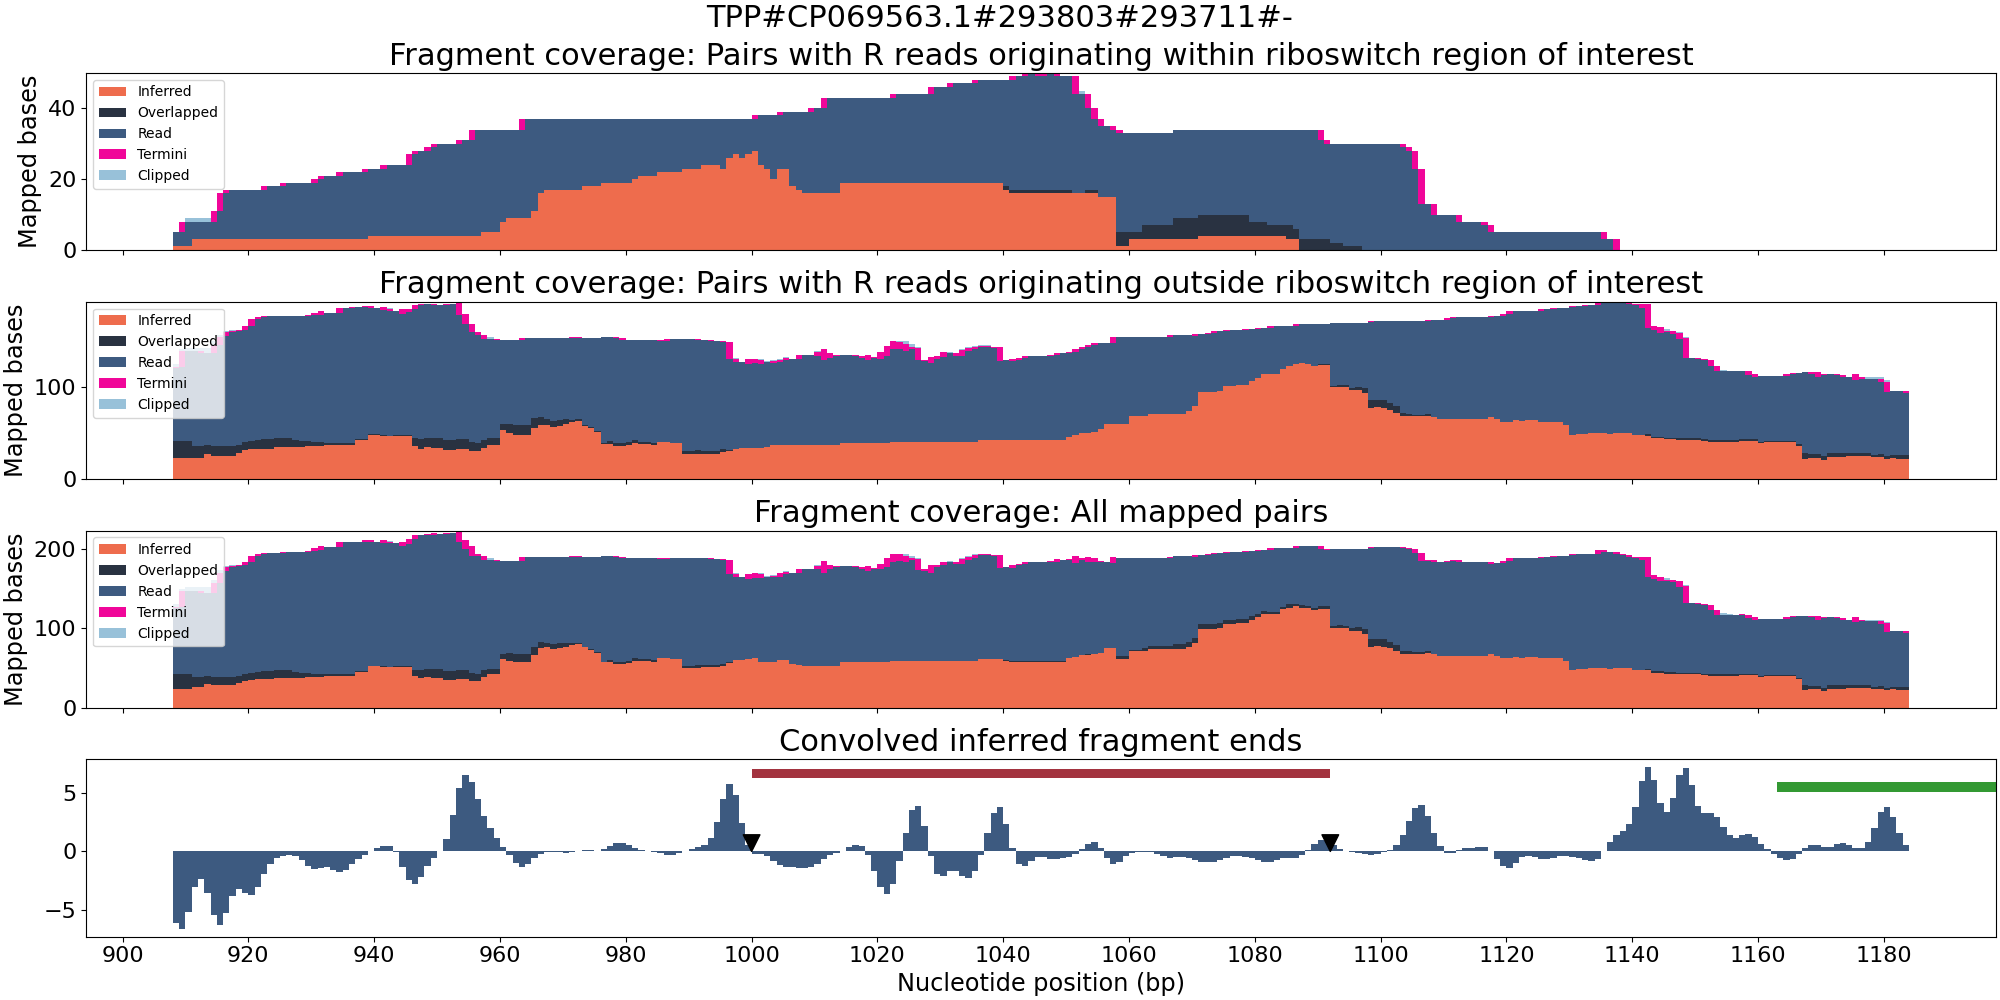 TPP#CP069563.1#293803#293711#-
Fragment coverage: Pairs with R reads originating within riboswitch region of interest
Mapped bases
40
20
0
Inferred
Overlapped
Read
Termini
Clipped
Fragment coverage: Pairs with R reads originating outside riboswitch region of interest
Mapped bases
100
0
Inferred
Overlapped
Read
Termini
Clipped
Fragment coverage: All mapped pairs
Mapped bases
200
100
0
Inferred
Overlapped
Read
Termini
Clipped
Convolved inferred fragment ends
5
0
−5
900 920 940 960 980 1000 1020 1040 1060 1080 1100 1120 1140 1160 1180
Nucleotide position (bp)